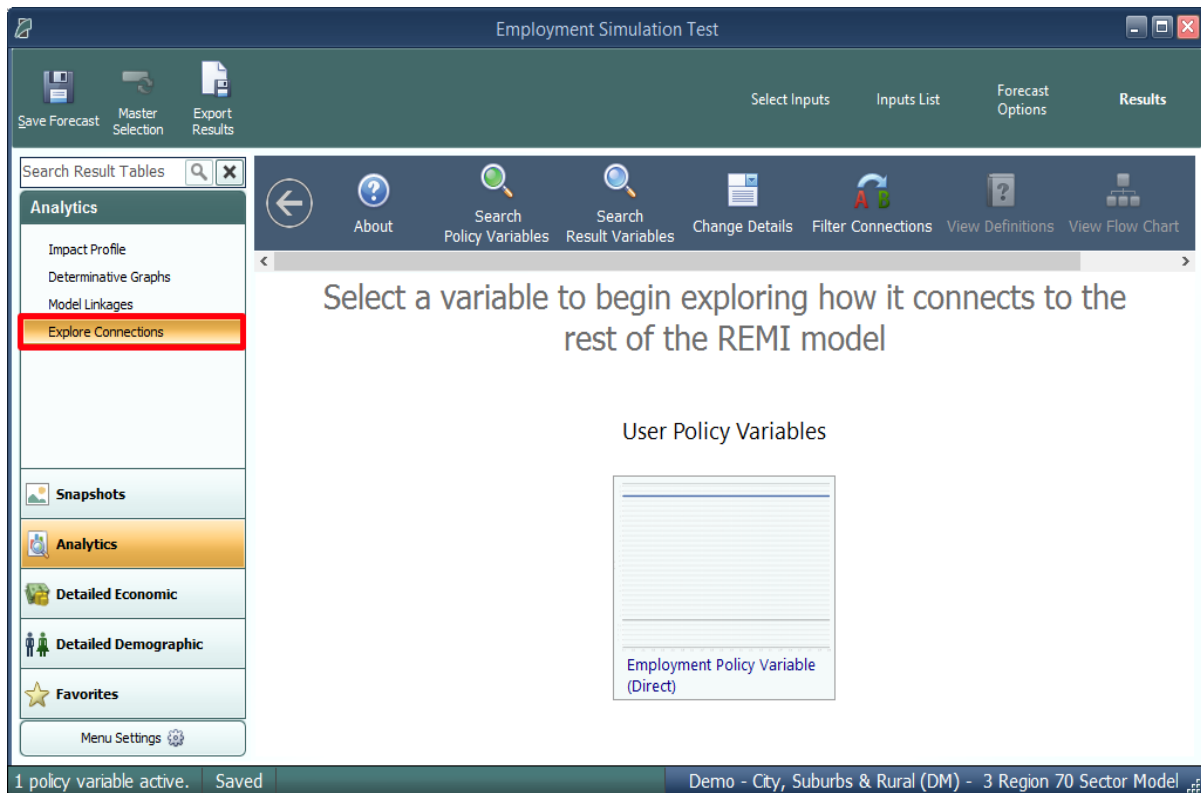 Employment Simulation Test
Save Forecast
Master
Selection
Export
Results
Select Inputs
Inputs List
Forecast
Options
Results
Search Result Tables
Analytics
Impact Profile
Determinative Graphs
Model Linkages
Explore Connections
Snapshots
Analytics
Detailed Economic
Detailed Demographic
Favorites
Menu Settings
About
Search
Policy Variables
Search
Result Variables
Change Details
A B
Filter Connections
View Definitions
View Flow Chart
Select a variable to begin exploring how it connects to the
rest of the REMI model
User Policy Variables
Employment Policy Variable
(Direct)
1 policy variable active.
Saved
Demo - City, Suburbs & Rural (DM) - 3 Region 70 Sector Model